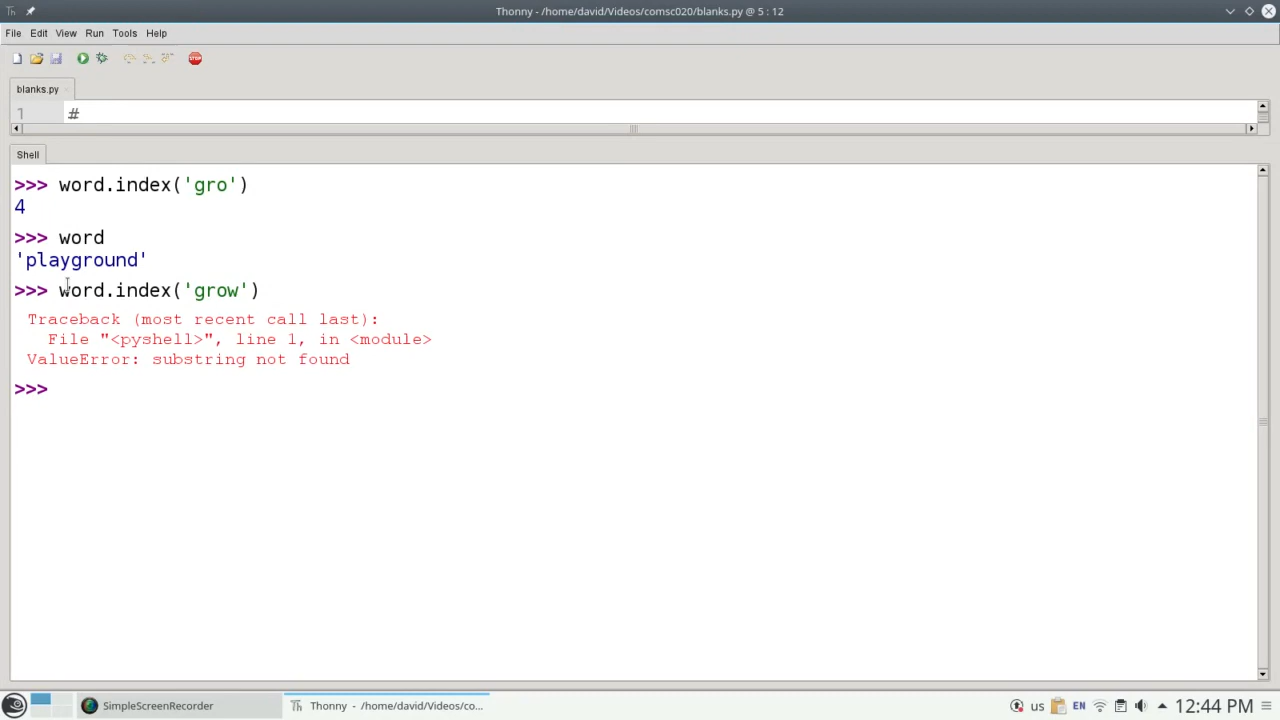 Thonny - /home/david/Videos/comsc020/blanks.py @ 5 : 12
File Edit View Run Tools Help
STOP
blanks.py
1 #
Shell
>>> word.index('gro')
4
>>> word
'playground'
>>> word.index('grow')
Traceback (most recent call last):
File "<pyshell>", line 1, in <module>
ValueError: substring not found
>>>
SimpleScreenRecorder Th Thonny - /home/david/Videos/co... us EN 12:44 PM